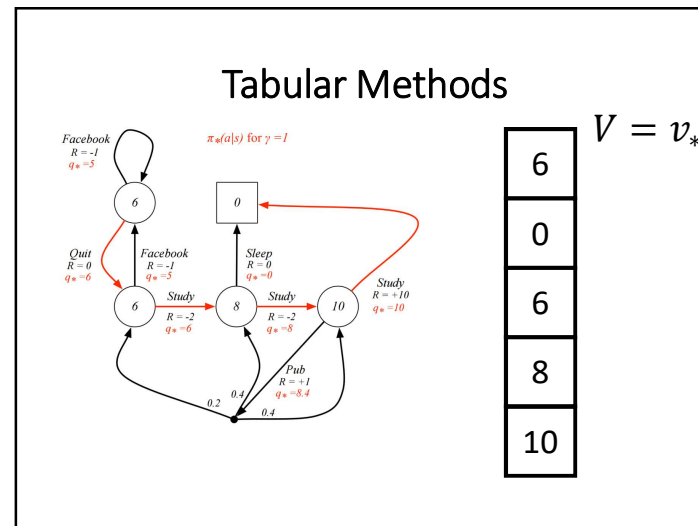 Tabular Methods
V = v*
Facebook
R = -1
q* =5
π*(a|s) for γ =1
6
0
Quit
R = 0
q* =6
Facebook
R = -1
q* =5
Sleep
R = 0
q* =0
Study
R = +10
q* =10
6
Study
R = -2
q* =6
8
Study
R = -2
q* =8
10
Pub
R = +1
q* =8.4
0.2
0.4
0.4
6
0
6
8
10